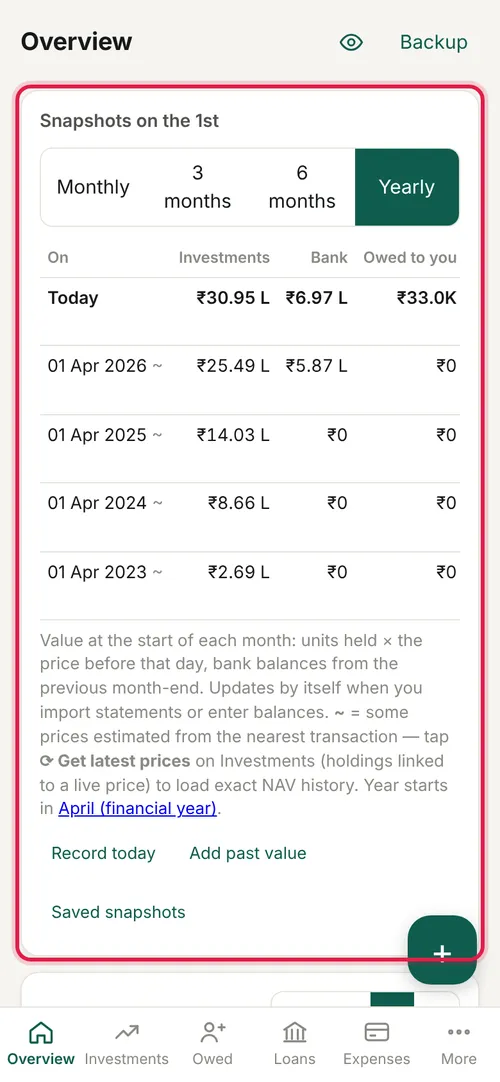 Overview
Backup
Snapshots on the 1st
Monthly
3 months
6 months
Yearly
On Investments Bank Owed to you
Today ₹30.95 L ₹6.97 L ₹33.0K
01 Apr 2026 ~ ₹25.49 L ₹5.87 L ₹0
01 Apr 2025 ~ ₹14.03 L ₹0 ₹0
01 Apr 2024 ~ ₹8.66 L ₹0 ₹0
01 Apr 2023 ~ ₹2.69 L ₹0 ₹0
Value at the start of each month: units held × the
price before that day, bank balances from the
previous month-end. Updates by itself when you
import statements or enter balances. ~ = some
prices estimated from the nearest transaction — tap
⟳ Get latest prices on Investments (holdings linked
to a live price) to load exact NAV history. Year starts
in April (financial year).
Record today
Add past value
Saved snapshots
+
Overview
Investments
Owed
Loans
Expenses
More